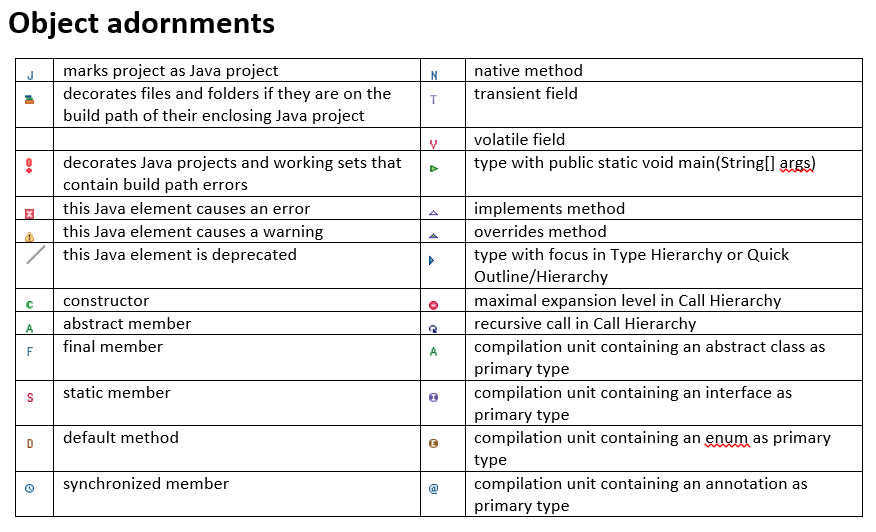 Object adornments
J marks project as Java project N native method
decorates files and folders if they are on the T transient field
build path of their enclosing Java project
V volatile field
decorates Java projects and working sets that type with public static void main(String[] args)
contain build path errors
this Java element causes an error implements method
this Java element causes a warning overrides method
this Java element is deprecated type with focus in Type Hierarchy or Quick
Outline/Hierarchy
C constructor maximal expansion level in Call Hierarchy
A abstract member recursive call in Call Hierarchy
F final member A compilation unit containing an abstract class as
primary type
S static member I compilation unit containing an interface as
primary type
D default method E compilation unit containing an enum as primary
type
synchronized member @ compilation unit containing an annotation as
primary type